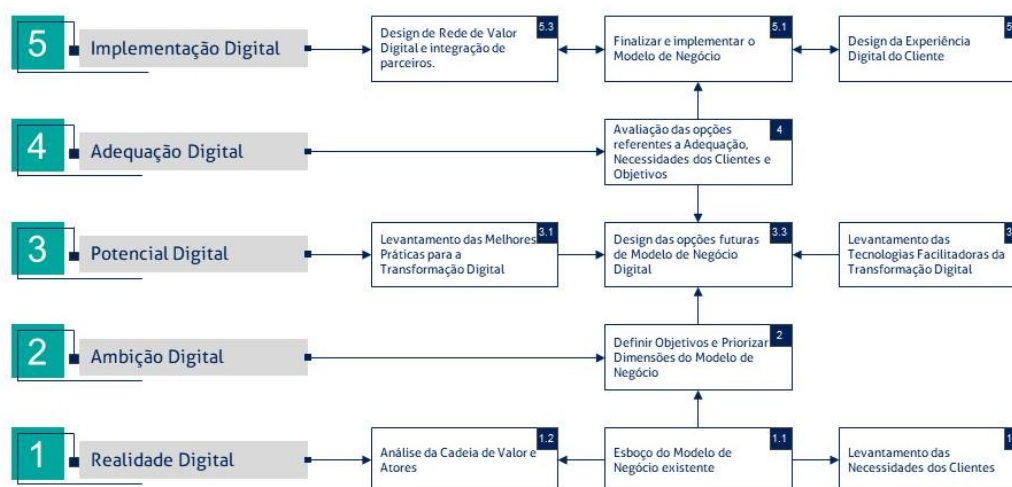 5 Implementação Digital
Design de Rede de Valor
Digital e integração de
parceiros.
5.3
Finalizar e implementar o
Modelo de Negócio
5.1
Design da Experiência
Digital do Cliente
5
4 Adequação Digital
Avaliação das opções
referentes a Adequação,
Necessidades dos Clientes e
Objetivos
4
3 Potencial Digital
Levantamento das Melhores
Práticas para a
Transformação Digital
3.1
Design das opções futuras
de Modelo de Negócio
Digital
3.3
Levantamento das
Tecnologias Facilitadoras da
Transformação Digital
3
2 Ambição Digital
Definir Objetivos e Priorizar
Dimensões do Modelo de
Negócio
2
1 Realidade Digital
Análise da Cadeia de Valor e
Atores
1.2
Esboço do Modelo de
Negócio existente
1.1
Levantamento das
Necessidades dos Clientes
1